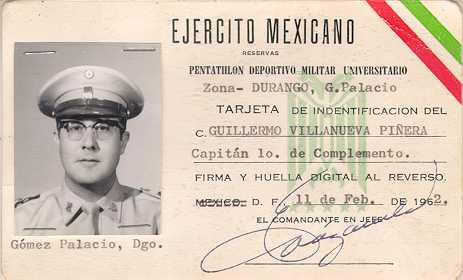 EJERCITO MEXICANO
RESERVAS
PENTATHLON DEPORTIVO MILITAR UNIVERSITARIO
Zona- DURANGO, G.Palacio
TARJETA DE INDENTIFICACION DEL
C. GUILLERMO VILLANUEVA PIÑERA
Capitán 1o. de Complemento.
FIRMA Y HUELLA DIGITAL AL REVERSO.
MEXICO. D. F. 11 de Feb. DE 1962.
EL COMANDANTE EN JEFE
Gómez Palacio, Dgo.